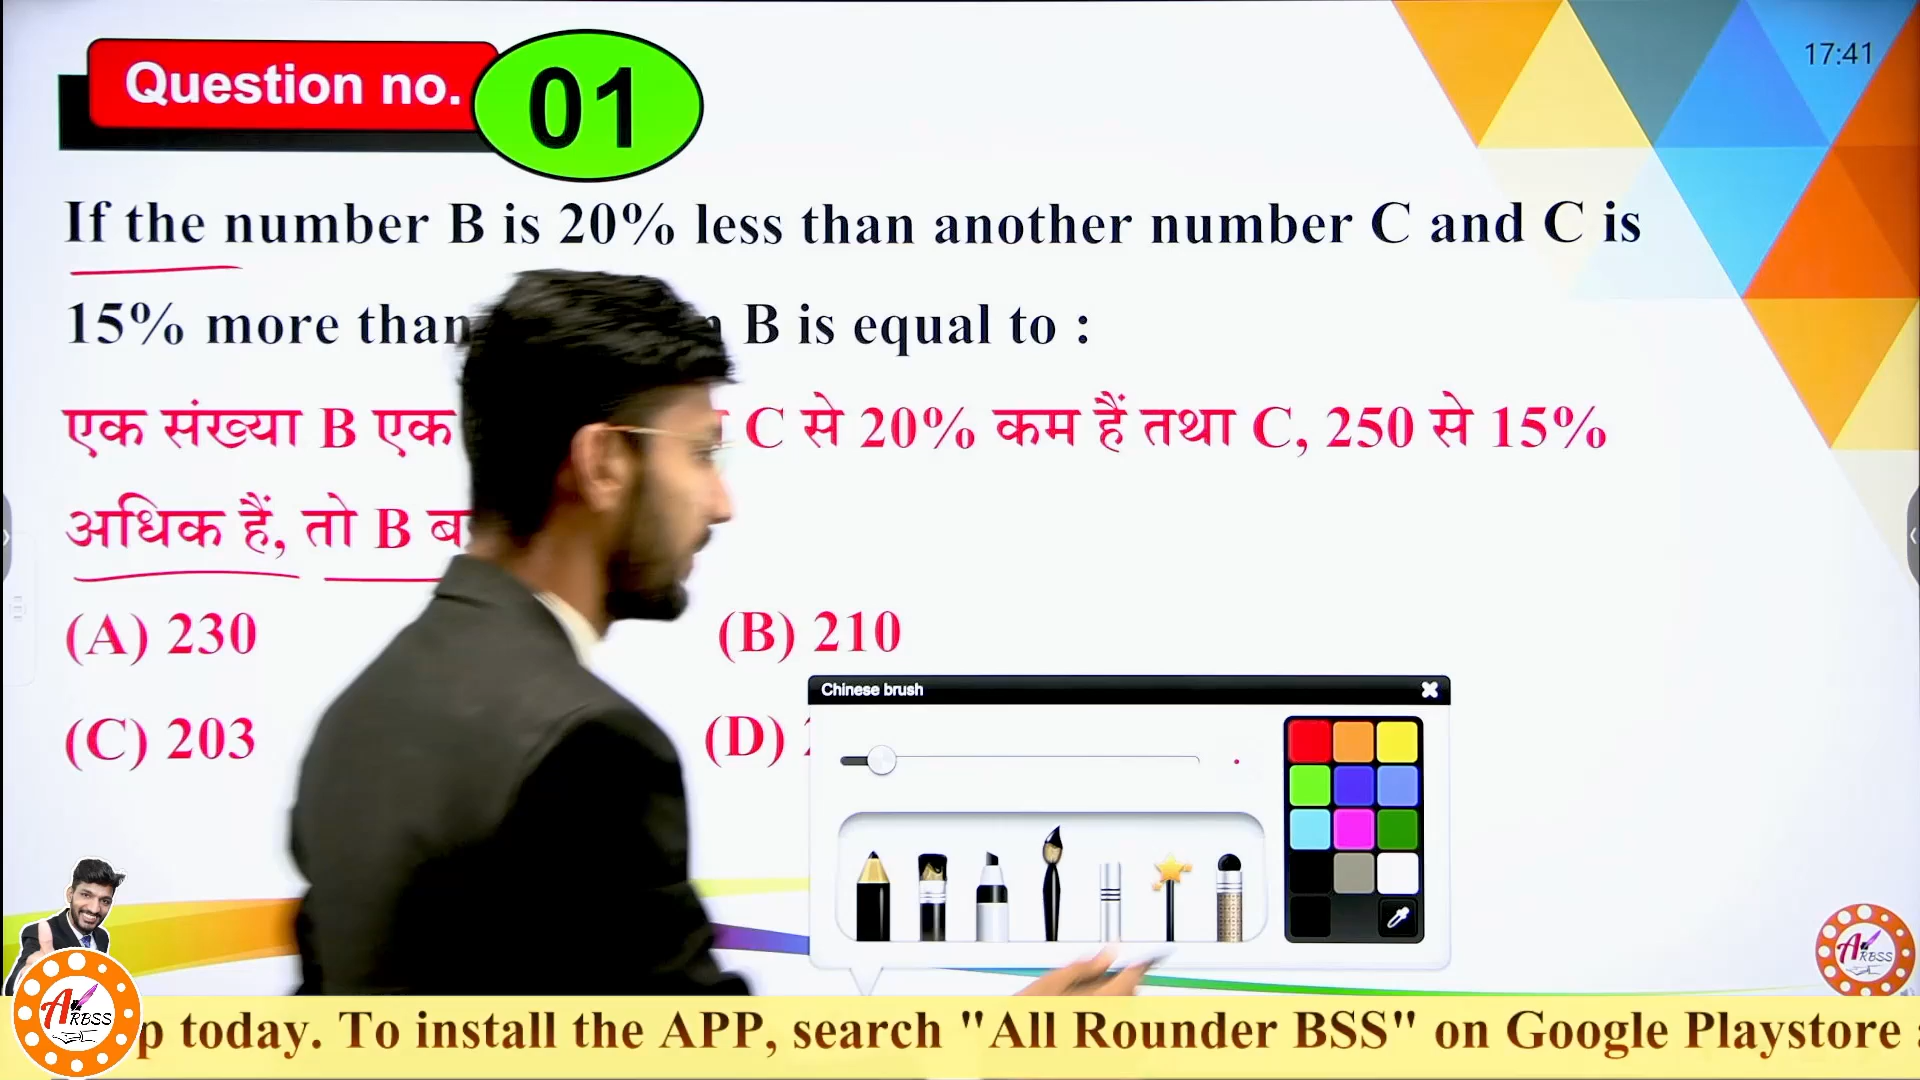 17:41
Question no. 01
If the number B is 20% less than another number C and C is
15% more than B is equal to :
एक संख्या B एक C से 20% कम हैं तथा C, 250 से 15%
अधिक हैं, तो B
(A) 230
(B) 210
(C) 203
(D)
Chinese brush
ARBSS
ARBSS
today. To install the APP, search "All Rounder BSS" on Google Playstore